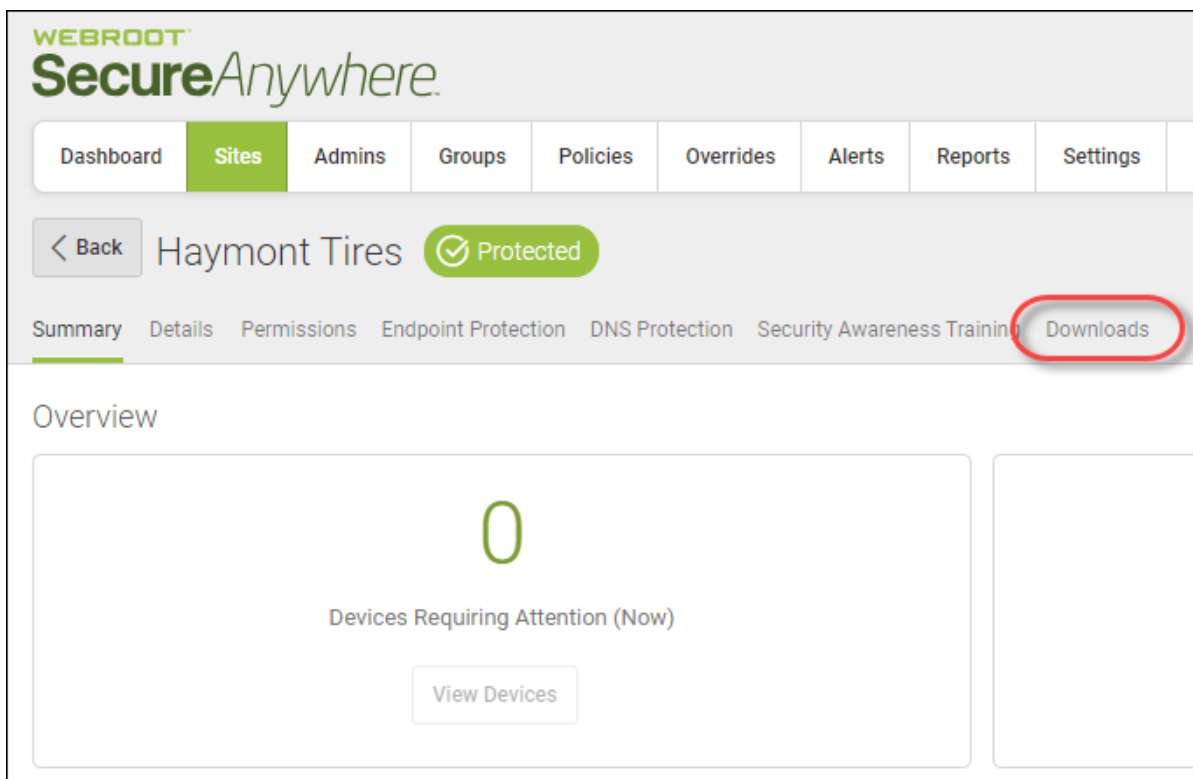 WEBROOT
SecureAnywhere.
Dashboard Sites Admins Groups Policies Overrides Alerts Reports Settings
Back Haymont Tires Protected
Summary Details Permissions Endpoint Protection DNS Protection Security Awareness Training Downloads
Overview
0
Devices Requiring Attention (Now)
View Devices